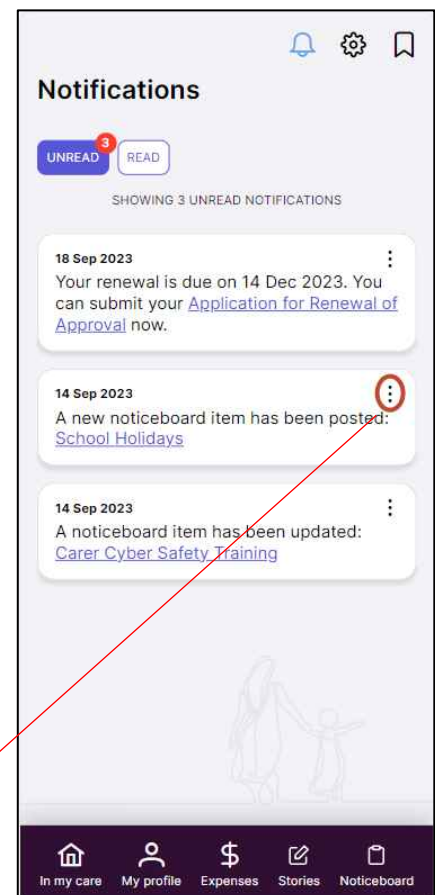 Notifications
UNREAD 3 READ
SHOWING 3 UNREAD NOTIFICATIONS
18 Sep 2023
Your renewal is due on 14 Dec 2023. You
can submit your Application for Renewal of
Approval now.
14 Sep 2023
A new noticeboard item has been posted:
School Holidays
14 Sep 2023
A noticeboard item has been updated:
Carer Cyber Safety Training
In my care My profile Expenses Stories Noticeboard